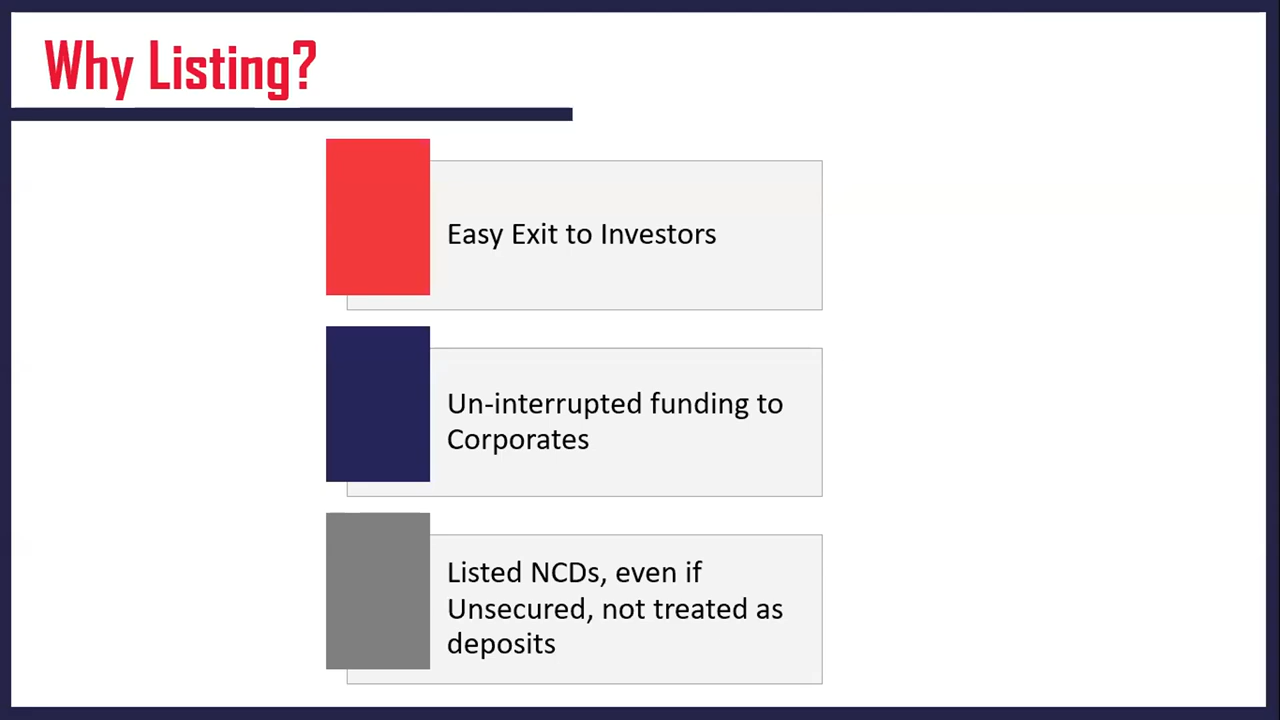 Why Listing?
Easy Exit to Investors
Un-interrupted funding to
Corporates
Listed NCDs, even if
Unsecured, not treated as
deposits